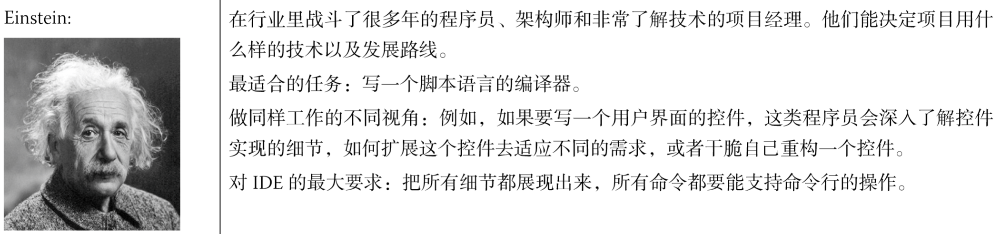 Einstein:
在行业里战斗了很多年的程序员、架构师和非常了解技术的项目经理。他们能决定项目用什
么样的技术以及发展路线。
最适合的任务：写一个脚本语言的编译器。
做同样工作的不同视角：例如，如果要写一个用户界面的控件，这类程序员会深入了解控件
实现的细节，如何扩展这个控件去适应不同的需求，或者干脆自己重构一个控件。
对 IDE 的最大要求：把所有细节都展现出来，所有命令都要能支持命令行的操作。